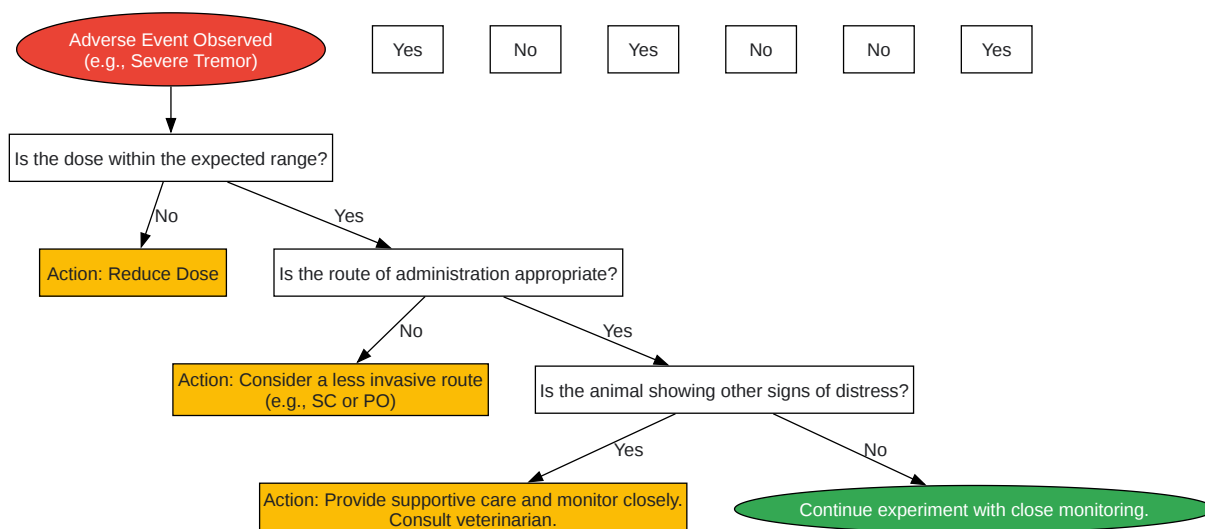 Adverse Event Observed
(e.g., Severe Tremor)
Yes
No
Yes
No
No
Yes
Is the dose within the expected range?
No
Yes
Action: Reduce Dose
Is the route of administration appropriate?
No
Yes
Action: Consider a less invasive route
(e.g., SC or PO)
Is the animal showing other signs of distress?
Yes
No
Action: Provide supportive care and monitor closely.
Consult veterinarian.
Continue experiment with close monitoring.